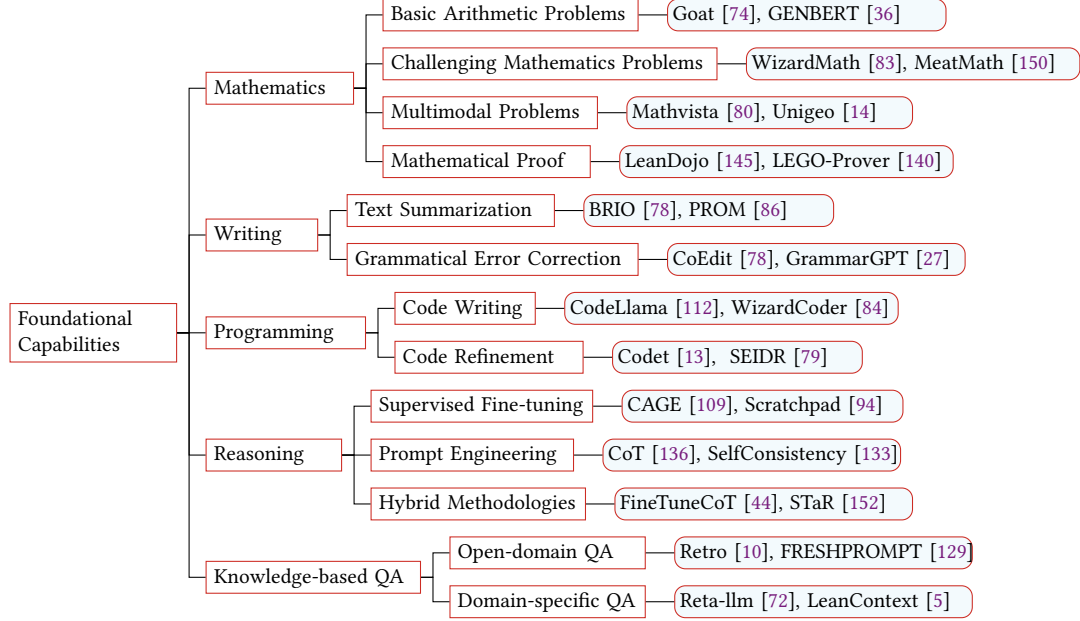 Basic Arithmetic Problems
Goat [74], GENBERT [36]
Challenging Mathematics Problems
WizardMath [83], MeatMath [150]
Mathematics
Multimodal Problems
Mathvista [80], Unigeo [14]
Mathematical Proof
LeanDojo [145], LEGO-Prover [140]
Text Summarization
BRIO [78], PROM [86]
Writing
Grammatical Error Correction
CoEdit [78], GrammarGPT [27]
Foundational
Capabilities
Code Writing
CodeLlama [112], WizardCoder [84]
Programming
Code Refinement
Codet [13], SEIDR [79]
Supervised Fine-tuning
CAGE [109], Scratchpad [94]
Reasoning
Prompt Engineering
CoT [136], SelfConsistency [133]
Hybrid Methodologies
FineTuneCoT [44], STaR [152]
Open-domain QA
Retro [10], FRESHPROMPT [129]
Knowledge-based QA
Domain-specific QA
Reta-llm [72], LeanContext [5]